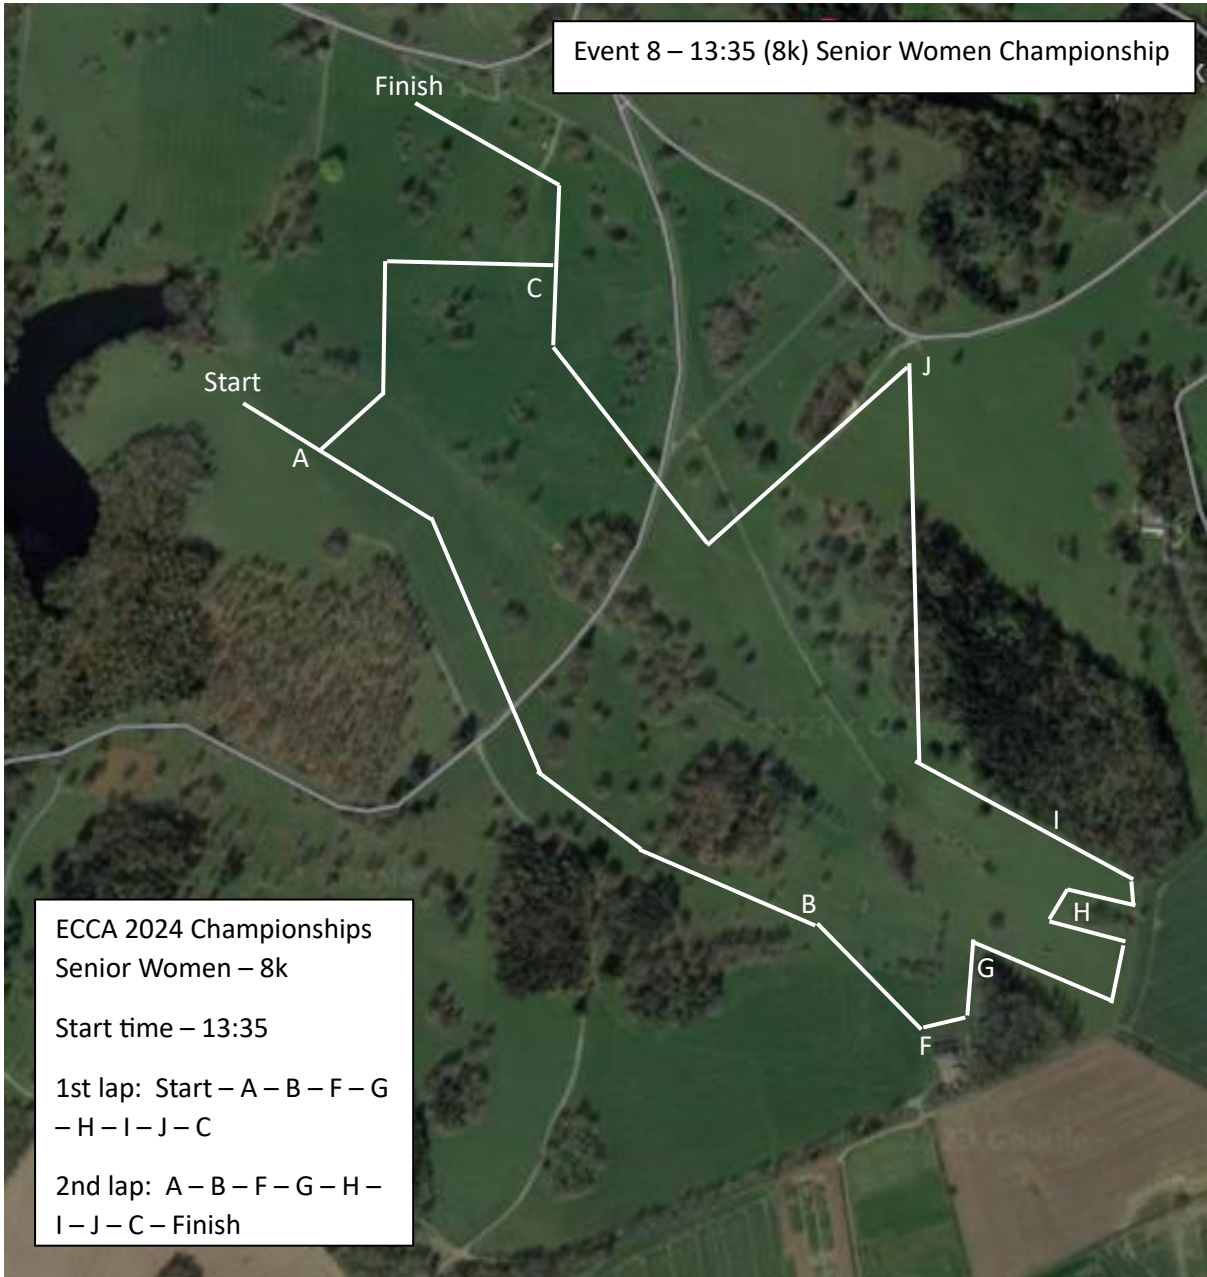 Event 8 – 13:35 (8k) Senior Women Championship
Finish
C
Start
J
A
I
B
H
G
F
ECCA 2024 Championships
Senior Women – 8k
Start time – 13:35
1st lap:  Start – A – B – F – G
– H – I – J – C
2nd lap:  A – B – F – G – H –
I – J – C – Finish